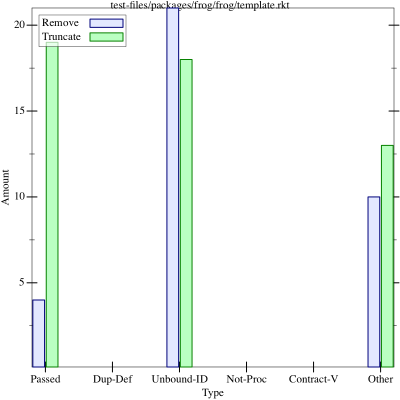 test-files/packages/frog/frog/template.rkt
Remove
Truncate
20
15
10
5
Amount
Passed Dup-Def Unbound-ID Not-Proc Contract-V Other
Type